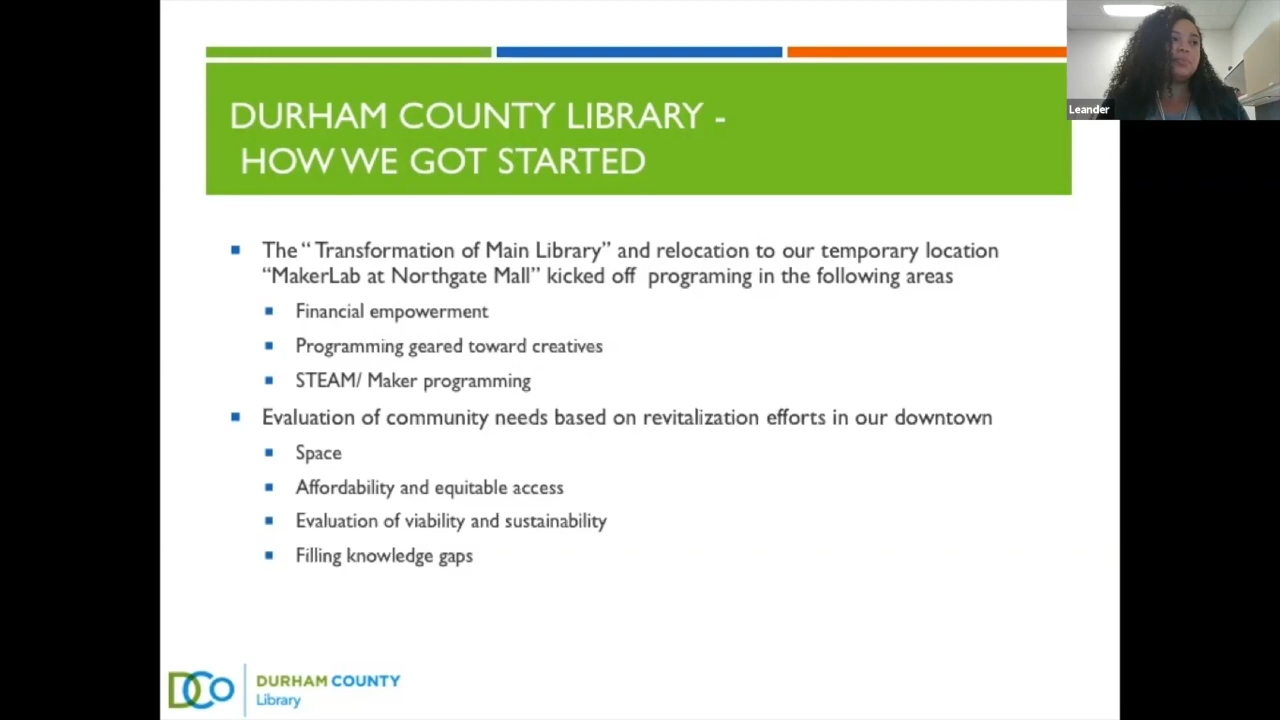 DURHAM COUNTY LIBRARY -
HOW WE GOT STARTED
Leander
The “ Transformation of Main Library” and relocation to our temporary location
“MakerLab at Northgate Mall” kicked off  programing in the following areas
Financial empowerment
Programming geared toward creatives
STEAM/ Maker programming
Evaluation of community needs based on revitalization efforts in our downtown
Space
Affordability and equitable access
Evaluation of viability and sustainability
Filling knowledge gaps
DCo
DURHAM COUNTY
Library